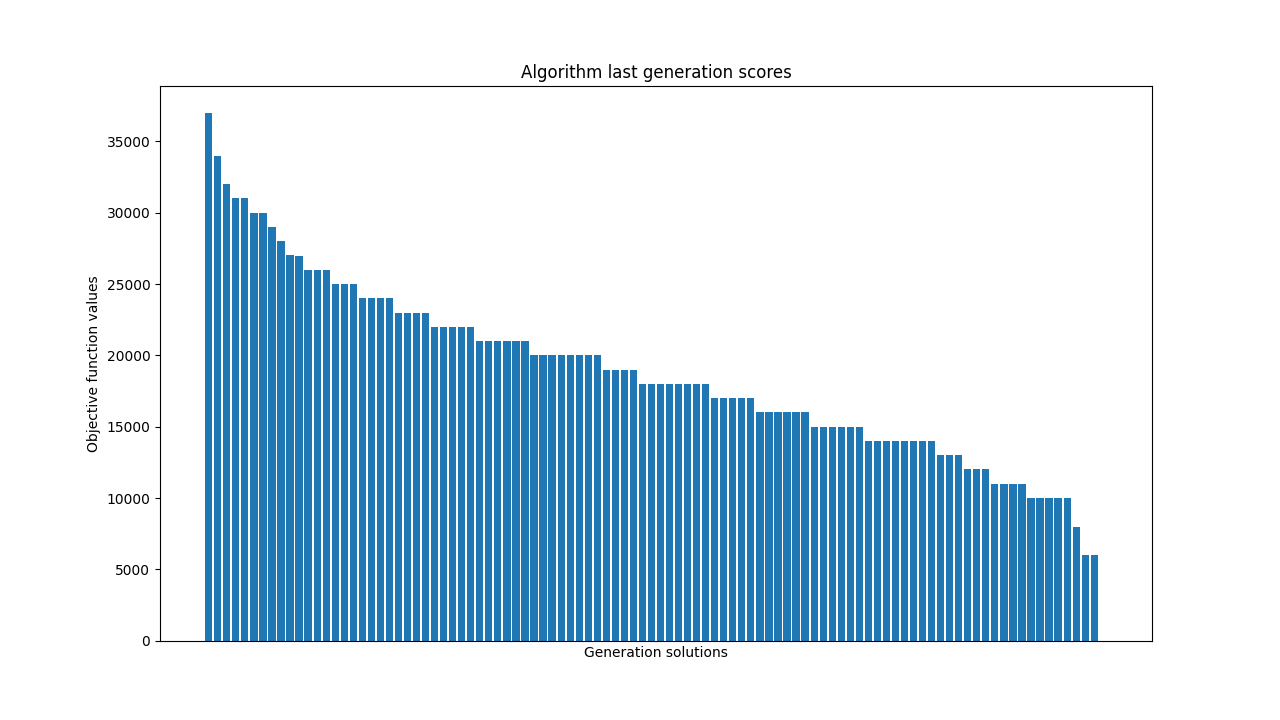 Algorithm last generation scores
Objective function values
35000
30000
25000
20000
15000
10000
5000
0
Generation solutions